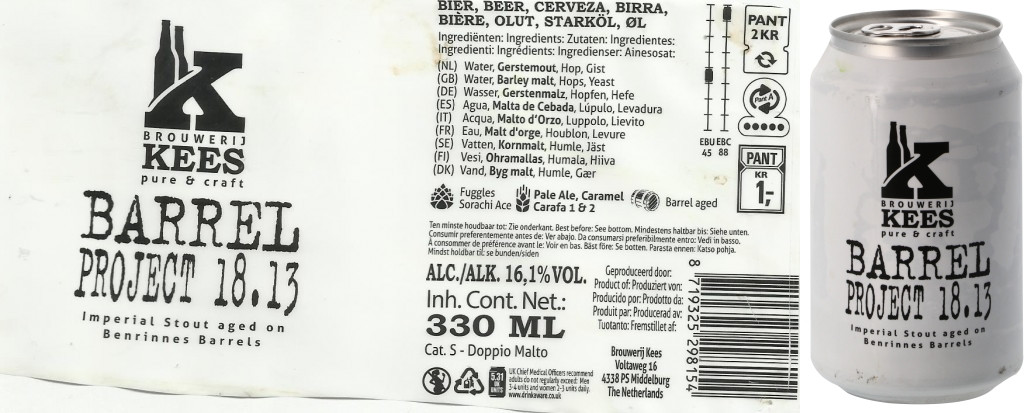 BROUWERIJ
KEES
pure & craft
BARREL
PROJECT 18.13
Imperial Stout aged on
Benrinnes Barrels
BIER, BEER, CERVEZA, BIRRA,
BIÈRE, OLUT, STARKÖL, ØL
Ingrediënten: Ingredients: Zutaten: Ingredientes:
Ingredienti: Ingrédients: Ingredienser: Ainesosat:
(NL) Water, Gerstemout, Hop, Gist
(GB) Water, Barley malt, Hops, Yeast
(DE) Wasser, Gerstenmalz, Hopfen, Hefe
(ES) Agua, Malta de Cebada, Lúpulo, Levadura
(IT) Acqua, Malto d'Orzo, Luppolo, Lievito
(FR) Eau, Malt d'orge, Houblon, Levure
(SE) Vatten, Kornmalt, Humle, Jäst
(FI) Vesi, Ohramallas, Humala, Hiiva
(DK) Vand, Byg malt, Humle, Gær
EBU EBC
45 88
PANT
2KR
Pant A
PANT
KR
1,-
Fuggles
Sorachi Ace
Pale Ale, Caramel
Carafa 1 & 2
Barrel aged
Ten minste houdbaar tot: Zie onderkant. Best before: See bottom. Mindestens haltbar bis: Siehe unten.
Consumir preferentemente antes de: Ver abajo. Da consumarsi preferibilmente entro: Vedi in basso.
À consommer de préférence avant le: Voir en bas. Bäst före: Se botten. Parasta ennen: Katso pohja.
Mindst holdbar til: se bunden/siden
ALC./ALK. 16,1% VOL.
Inh. Cont. Net.:
330 ML
Cat. S - Doppio Malto
5.31
UK
UNITS
UK Chief Medical Officers recommend
adults do not regularly exceed: Men
3-4 units and women 2-3 units daily.
www.drinkaware.co.uk
Geproduceerd door:
Product of: Produziert von:
Producido por: Prodotto da:
Produit par: Producerad av:
Tuotanto: Fremstillet af:
Brouwerij Kees
Voltaweg 16
4338 PS Middelburg
The Netherlands
8 719325 298154
BROUWERIJ
KEES
pure & craft
BARREL
PROJECT 18.13
Imperial Stout aged on
Benrinnes Barrels